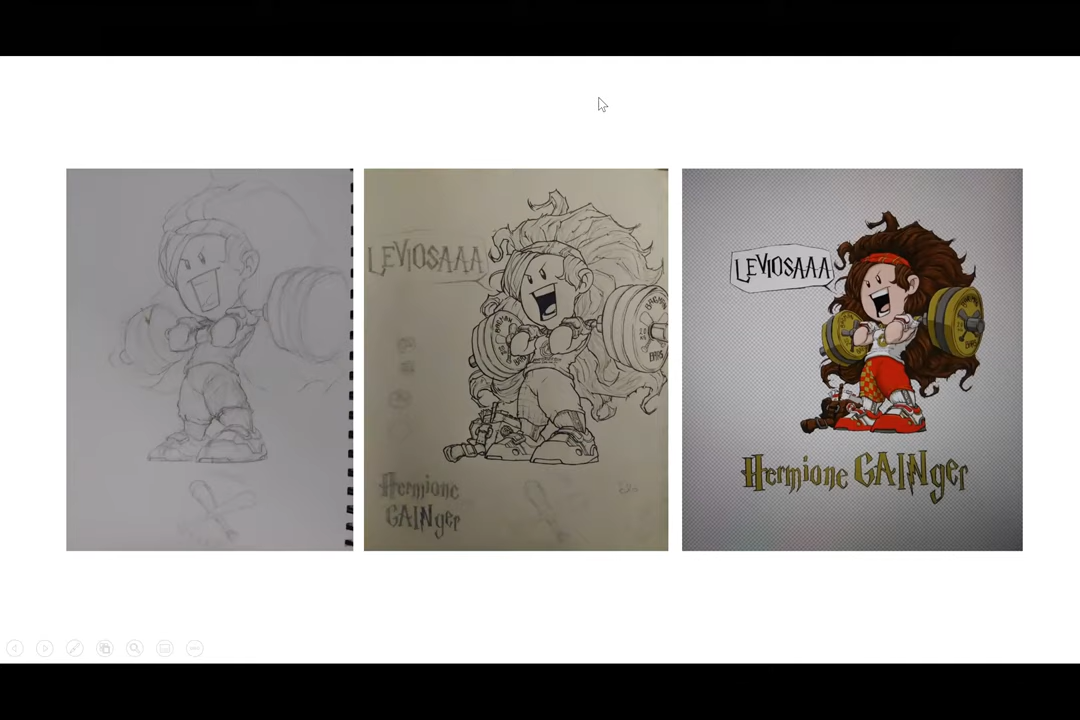 LEVIOSAAA
Hermione
GAINger
LEVIOSAAA
Hermione GAINger